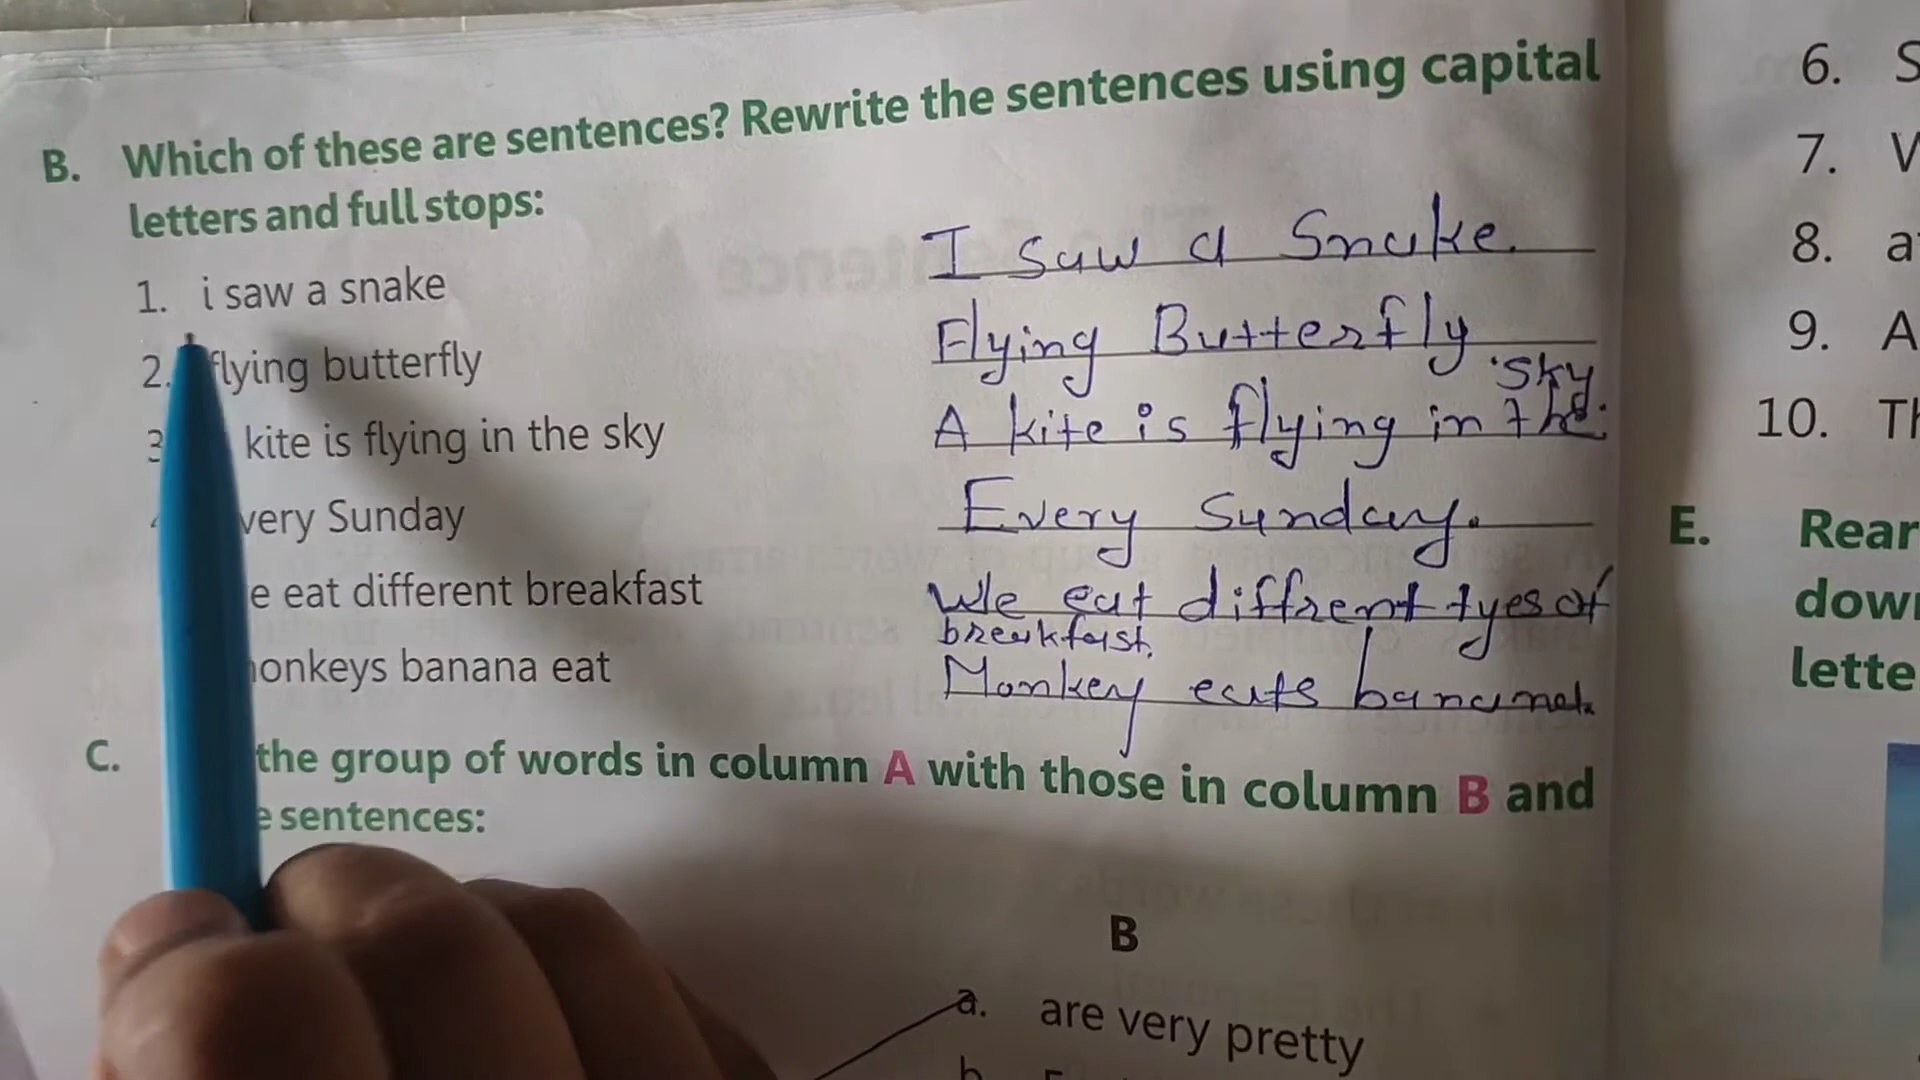 B. Which of these are sentences? Rewrite the sentences using capital
letters and full stops:
1. i saw a snake
I saw a Snake.
2. flying butterfly
Flying Butterfly
3 kite is flying in the sky
sky
A kite is flying in the.
very Sunday
Every Sunday.
e eat different breakfast
We eat diffrent tyes of
breakfast.
onkeys banana eat
Monkey eats banana.
C. the group of words in column A with those in column B and
e sentences:
B
a. are very pretty
b.
6. S
7.
8. a
9. A
10. Th
E. Rear
down
lette